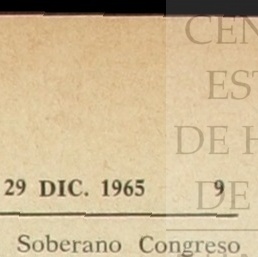 CEN
EST
DE H
DE
29 DIC. 1965 9
Soberano Congreso